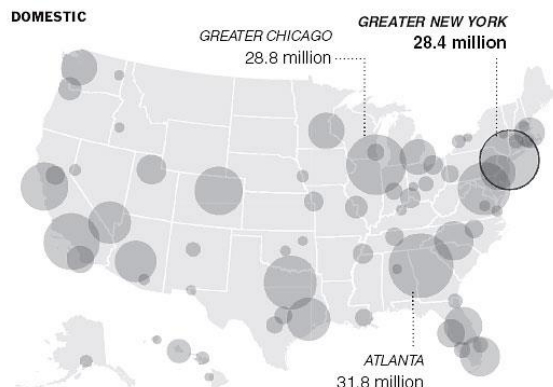 DOMESTIC
GREATER CHICAGO
28.8 million
GREATER NEW YORK
28.4 million
ATLANTA
31.8 million